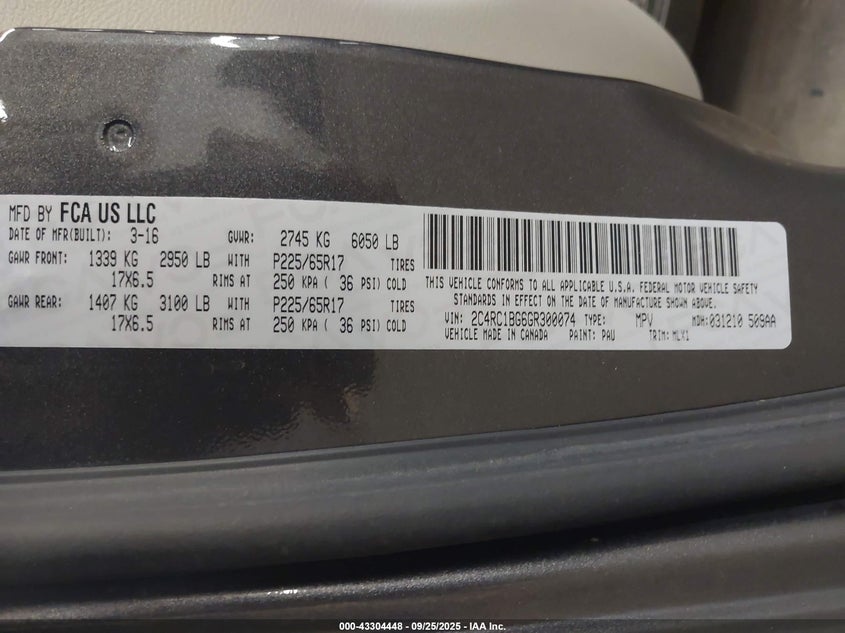 MFD BY FCA US LLC
DATE OF MFR(BUILT): 3-16 GVWR: 2745 KG 6050 LB
GAWR FRONT: 1339 KG 2950 LB WITH P225/65R17 TIRES
17X6.5 RIMS AT 250 KPA ( 36 PSI) COLD
GAWR REAR: 1407 KG 3100 LB WITH P225/65R17 TIRES
17X6.5 RIMS AT 250 KPA ( 36 PSI) COLD
THIS VEHICLE CONFORMS TO ALL APPLICABLE U.S.A. FEDERAL MOTOR VEHICLE SAFETY
STANDARDS IN EFFECT ON THE DATE OF MANUFACTURE SHOWN ABOVE.
VIN: 2C4RC1BG6GR300074 TYPE: MPV MDH: 031210 509AA
VEHICLE MADE IN CANADA PAINT: PAU TRIM: MLX1
000-43304448 - 09/25/2025 - IAA Inc.